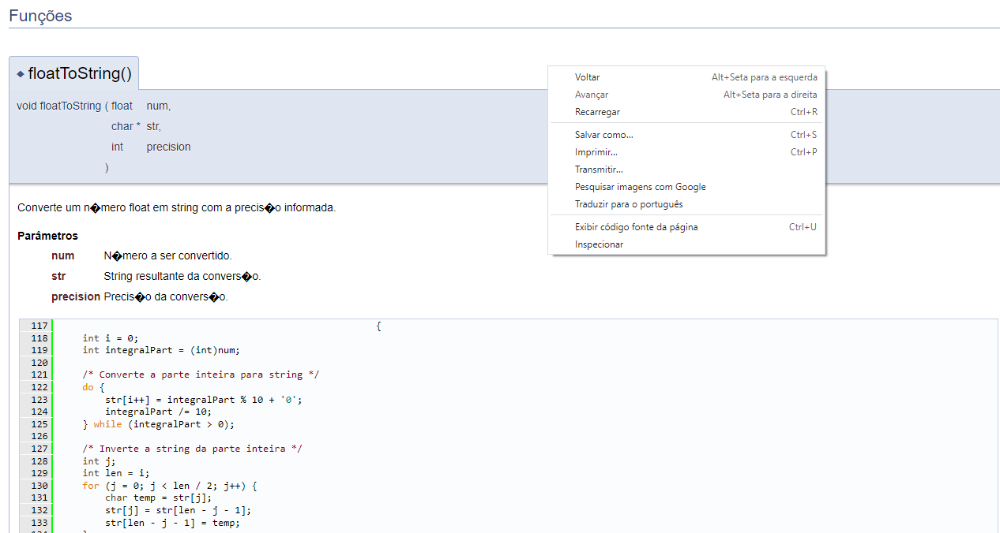 Funções
◆ floatToString()
void floatToString ( float num,
char * str,
int precision
)
Converte um n�mero float em string com a precis�o informada.
Parâmetros
num N�mero a ser convertido.
str String resultante da convers�o.
precision Precis�o da convers�o.
117 {
118 int i = 0;
119 int integralPart = (int)num;
120
121 /* Converte a parte inteira para string */
122 do {
123 str[i++] = integralPart % 10 + '0';
124 integralPart /= 10;
125 } while (integralPart > 0);
126
127 /* Inverte a string da parte inteira */
128 int j;
129 int len = i;
130 for (j = 0; j < len / 2; j++) {
131 char temp = str[j];
132 str[j] = str[len - j - 1];
133 str[len - j - 1] = temp;
Voltar Alt+Seta para a esquerda
Avançar Alt+Seta para a direita
Recarregar Ctrl+R
Salvar como... Ctrl+S
Imprimir... Ctrl+P
Transmitir...
Pesquisar imagens com Google
Traduzir para o português
Exibir código fonte da página Ctrl+U
Inspecionar